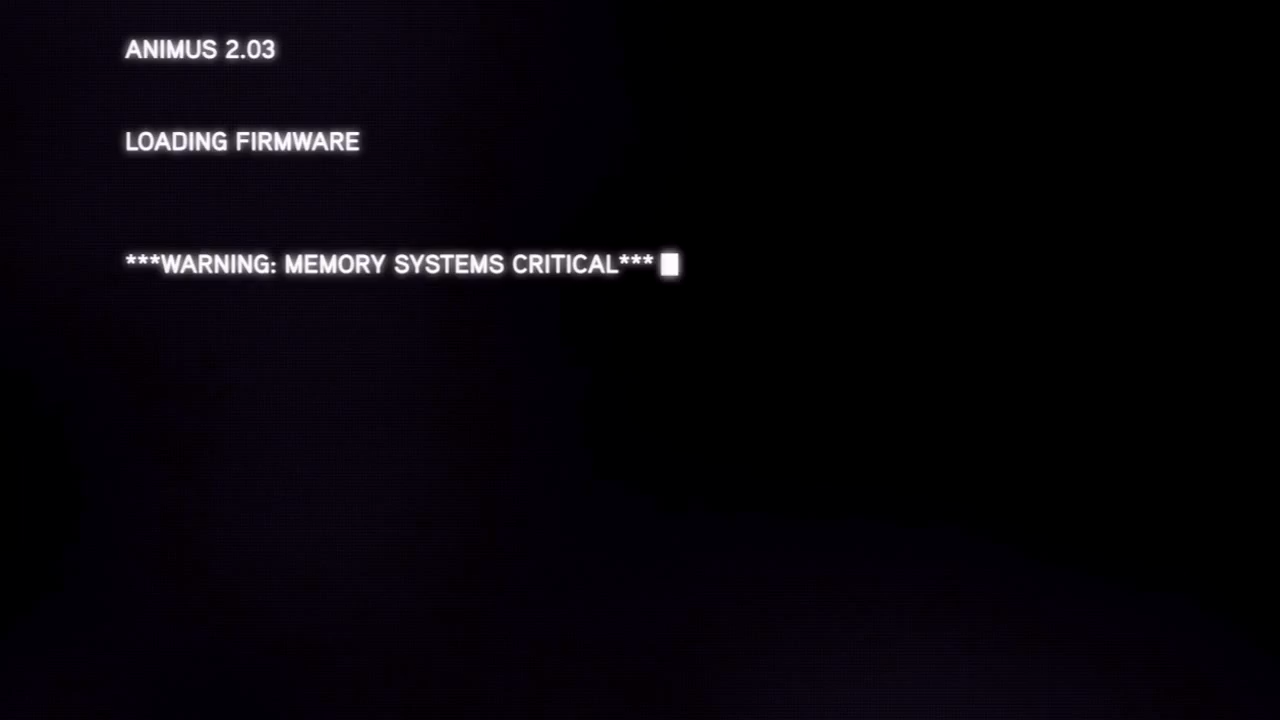 ANIMUS 2.03
LOADING FIRMWARE
***WARNING: MEMORY SYSTEMS CRITICAL***